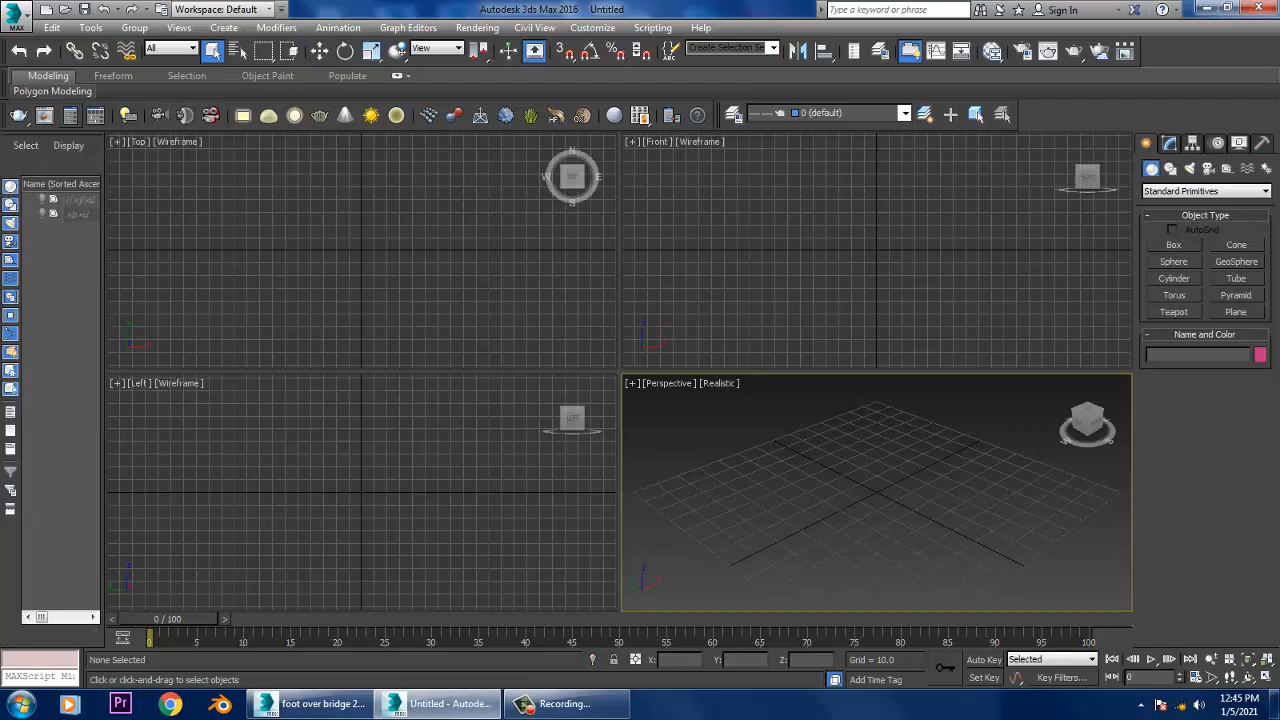 MAX
Workspace: Default
Autodesk 3ds Max 2016 Untitled
Type a keyword or phrase
Sign In
Edit Tools Group Views Create Modifiers Animation Graph Editors Rendering Civil View Customize Scripting Help
All
View
Create Selection Se
Modeling Freeform Selection Object Paint Populate
Polygon Modeling
0 (default)
Select Display
Name (Sorted Ascer
[+] [Top] [Wireframe]
N
W TOP E
S
[+] [Front] [Wireframe]
FRONT
[+] [Left] [Wireframe]
LEFT
[+] [Perspective] [Realistic]
Standard Primitives
- Object Type
AutoGrid
Box Cone
Sphere GeoSphere
Cylinder Tube
Torus Pyramid
Teapot Plane
- Name and Color
< 0 / 100 >
0 5 10 15 20 25 30 35 40 45 50 55 60 65 70 75 80 85 90 95 100
None Selected
X: Y: Z:
Grid = 10.0
Auto Key Selected
MAXScript Mi
Click or click-and-drag to select objects
Add Time Tag
Set Key Key Filters...
0
Pr
foot over bridge 2...
Untitled - Autodes...
Recording...
12:45 PM
1/5/2021